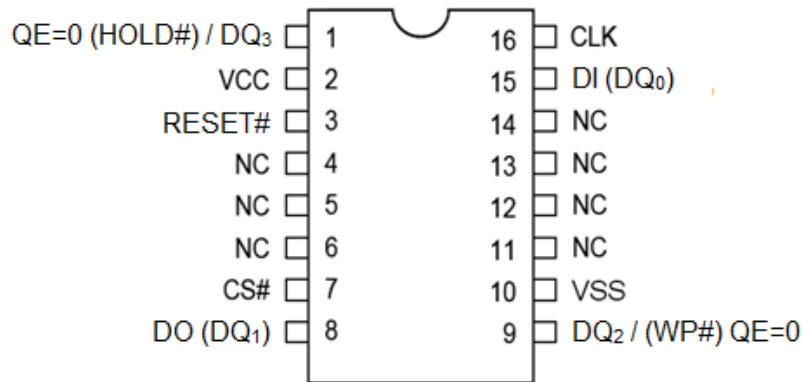 QE=0 (HOLD#) / DQ₃ 1 16 CLK
VCC 2 15 DI (DQ₀)
RESET# 3 14 NC
NC 4 13 NC
NC 5 12 NC
NC 6 11 NC
CS# 7 10 VSS
DO (DQ₁) 8 9 DQ₂ / (WP#) QE=0